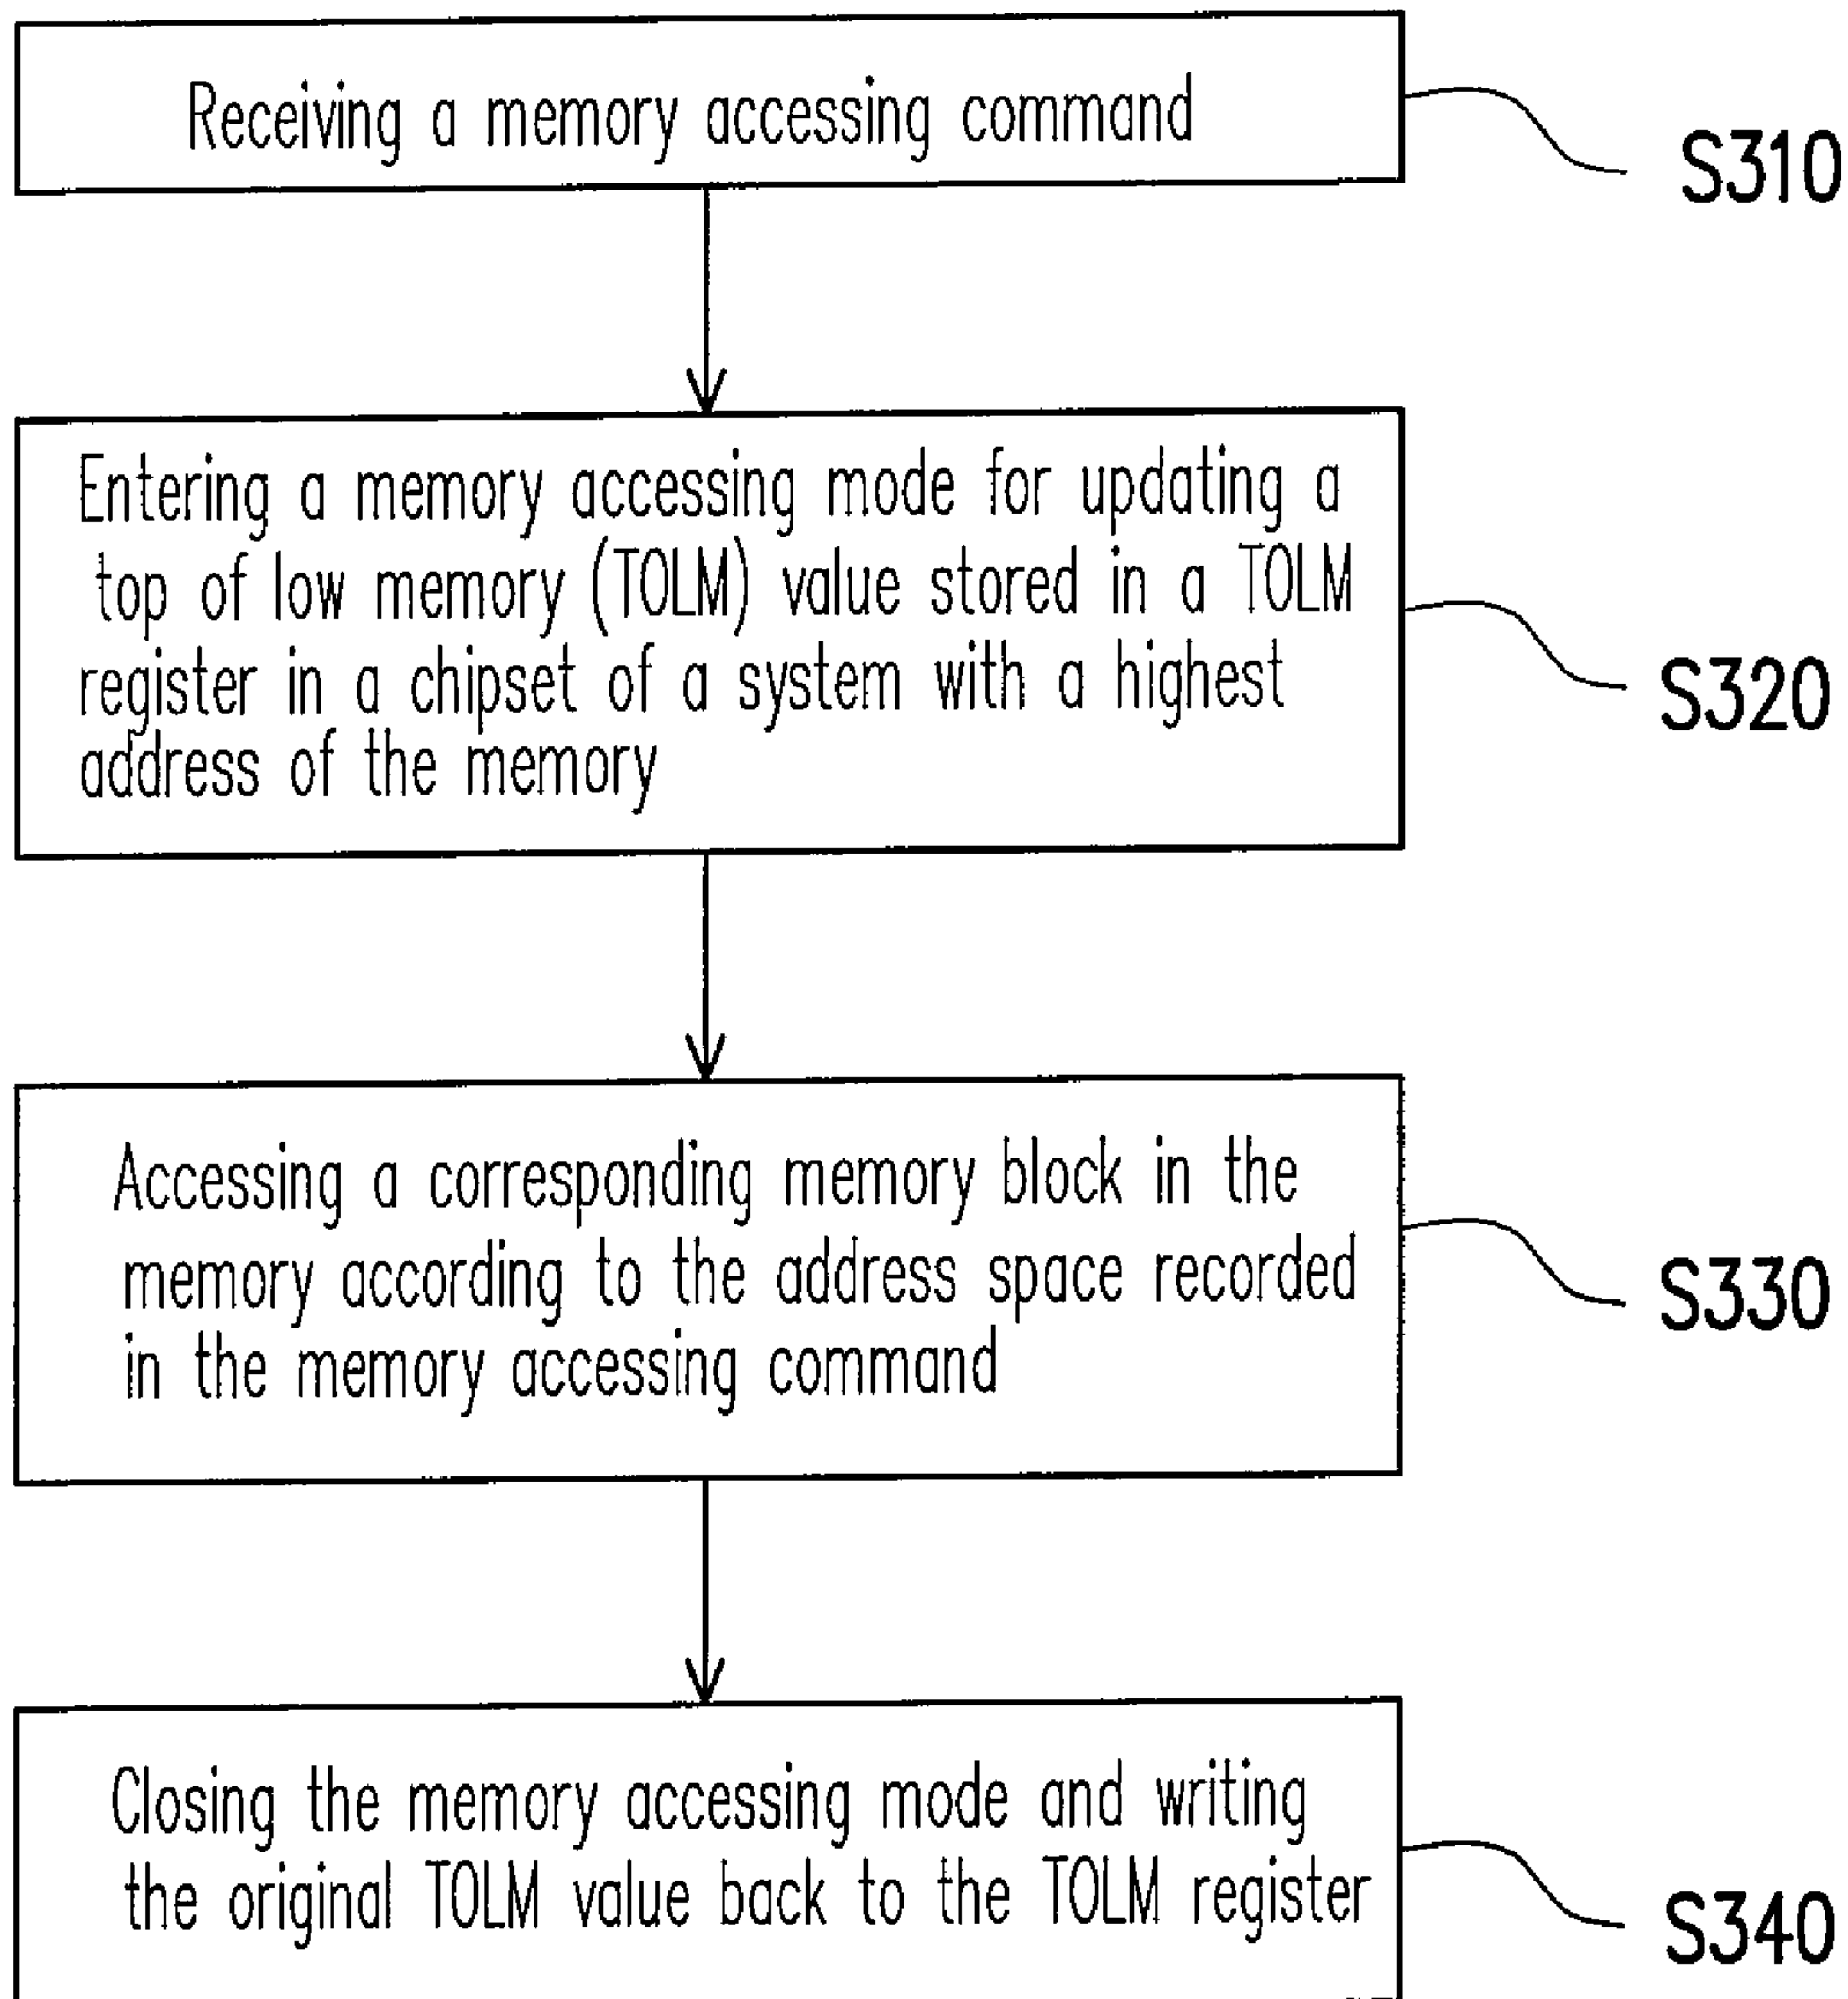 Receiving a memory accessing command
S310
Entering a memory accessing mode for updating a
top of low memory (TOLM) value stored in a TOLM
register in a chipset of a system with a highest
address of the memory
S320
Accessing a corresponding memory block in the
memory according to the address space recorded
in the memory accessing command
S330
Closing the memory accessing mode and writing
the original TOLM value back to the TOLM register
S340